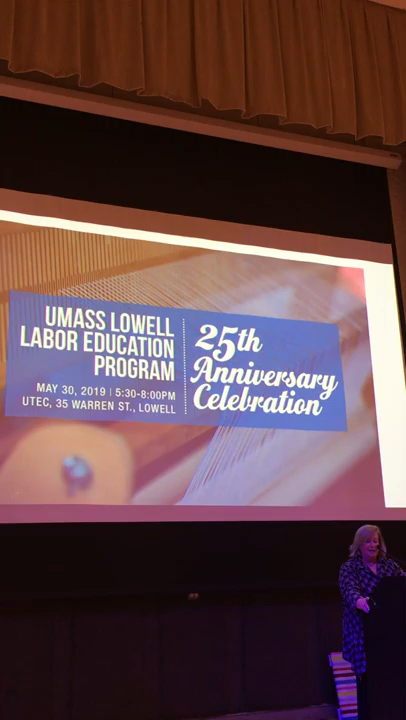 UMASS LOWELL
LABOR EDUCATION
PROGRAM
MAY 30, 2019 | 5:30-8:00PM
UTEC, 35 WARREN ST., LOWELL
25th
Anniversary
Celebration